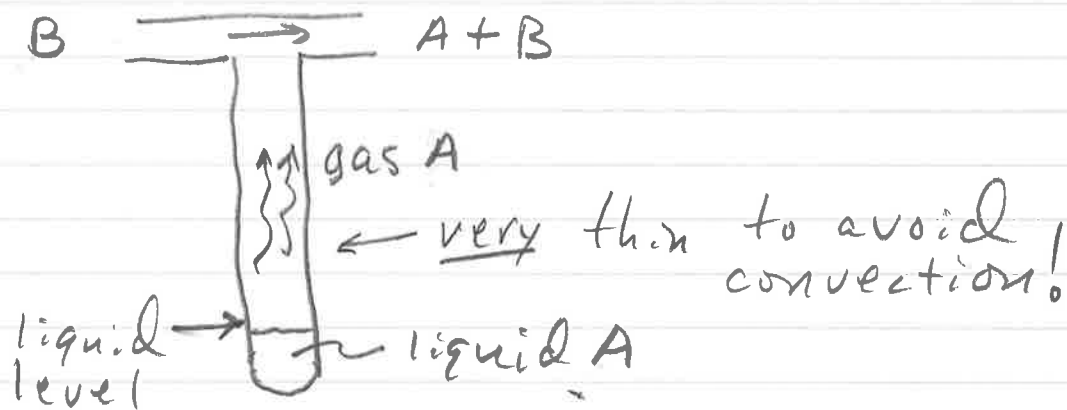 B
A + B
gas A
← very thin to avoid
convection!
liquid
level
liquid A